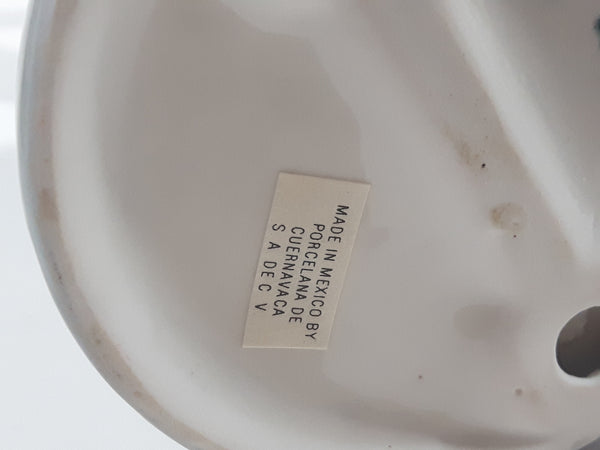 MADE IN MEXICO BY
PORCELANA DE
CUERNAVACA
S A DE C V